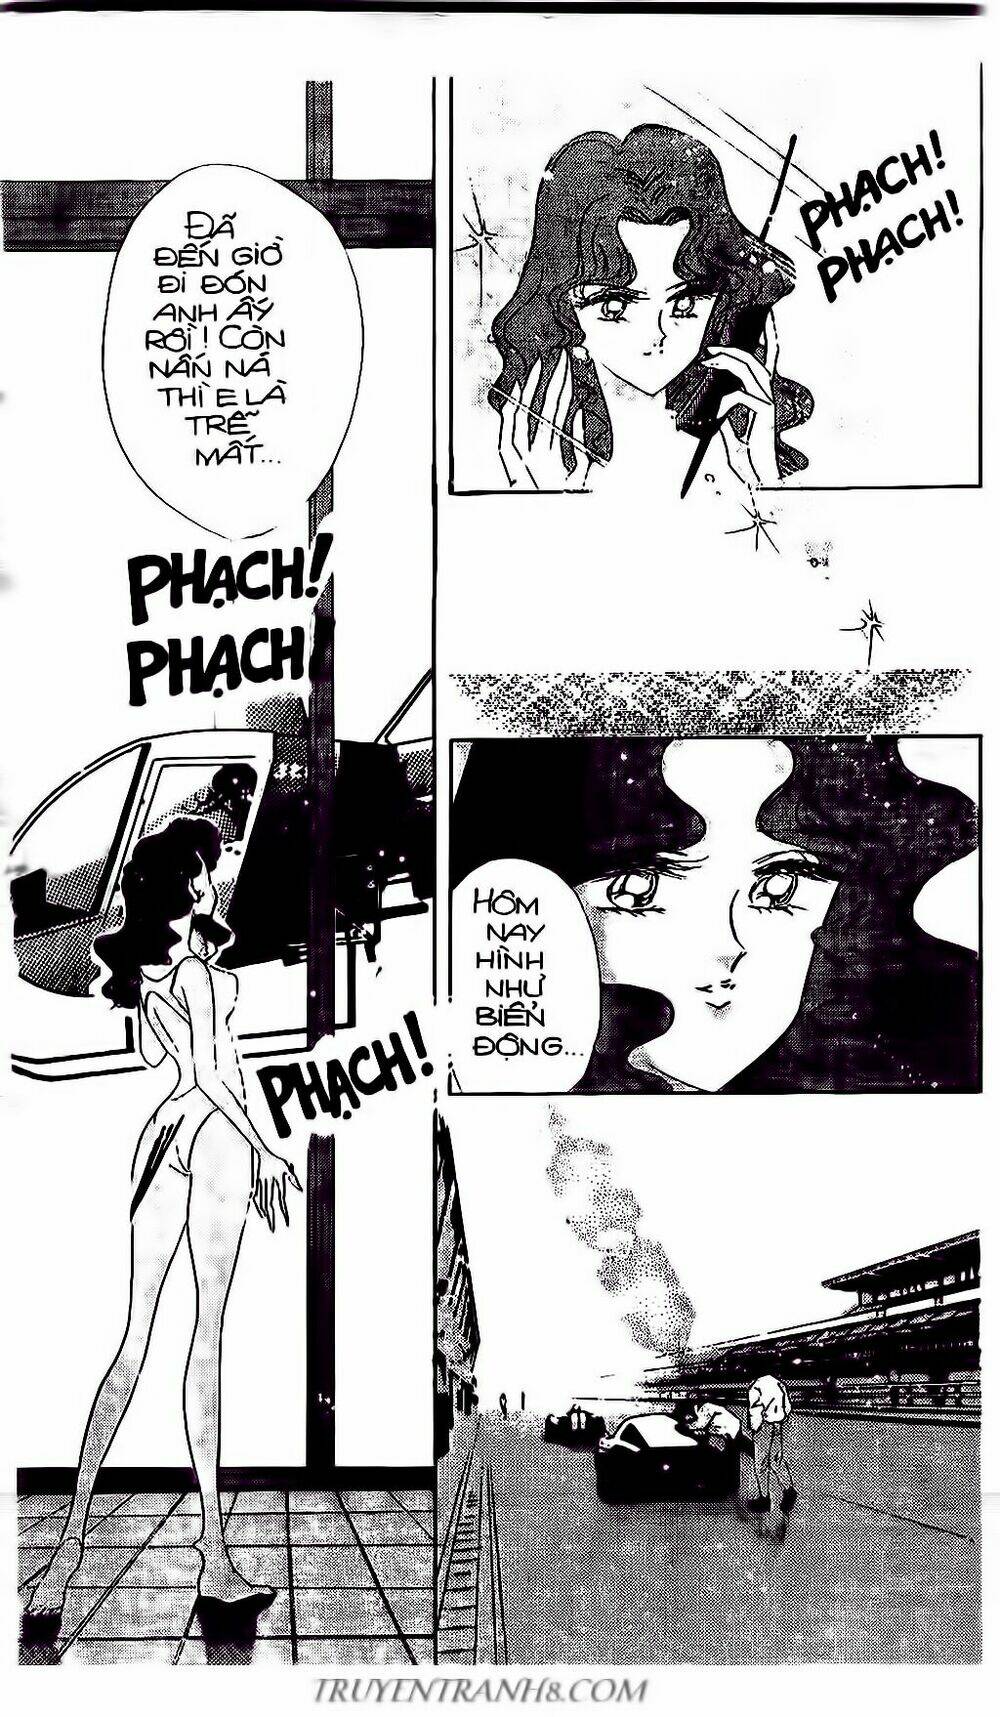 PHẠCH!
PHẠCH!
ĐÃ
ĐẾN GIỜ
ĐI ĐÓN
ANH ẤY
RỒI! CÒN
NẤN NÁ
THÌ E LÀ
TRỄ
MẤT...
PHẠCH!
PHẠCH!
HÔM
NAY
HÌNH
NHƯ
BIỂN
ĐỘNG...
PHẠCH!
TRUYENTRANH8.COM